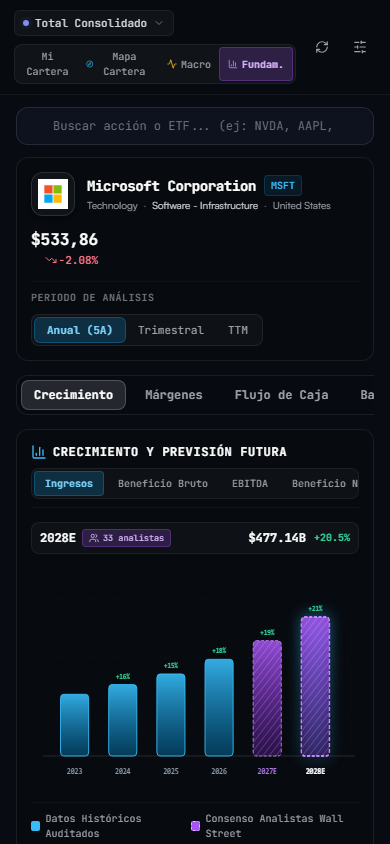 Total Consolidado
Mi Cartera
Mapa Cartera
Macro
Fundam.
Buscar acción o ETF... (ej: NVDA, AAPL,
Microsoft Corporation MSFT
Technology · Software - Infrastructure · United States
$533,86
-2.08%
PERIODO DE ANÁLISIS
Anual (5A) Trimestral TTM
Crecimiento Márgenes Flujo de Caja Ba
CRECIMIENTO Y PREVISIÓN FUTURA
Ingresos Beneficio Bruto EBITDA Beneficio N
2028E 33 analistas $477.14B +20.5%
+16% +15% +18% +19% +21%
2023 2024 2025 2026 2027E 2028E
Datos Históricos Auditados
Consenso Analistas Wall Street